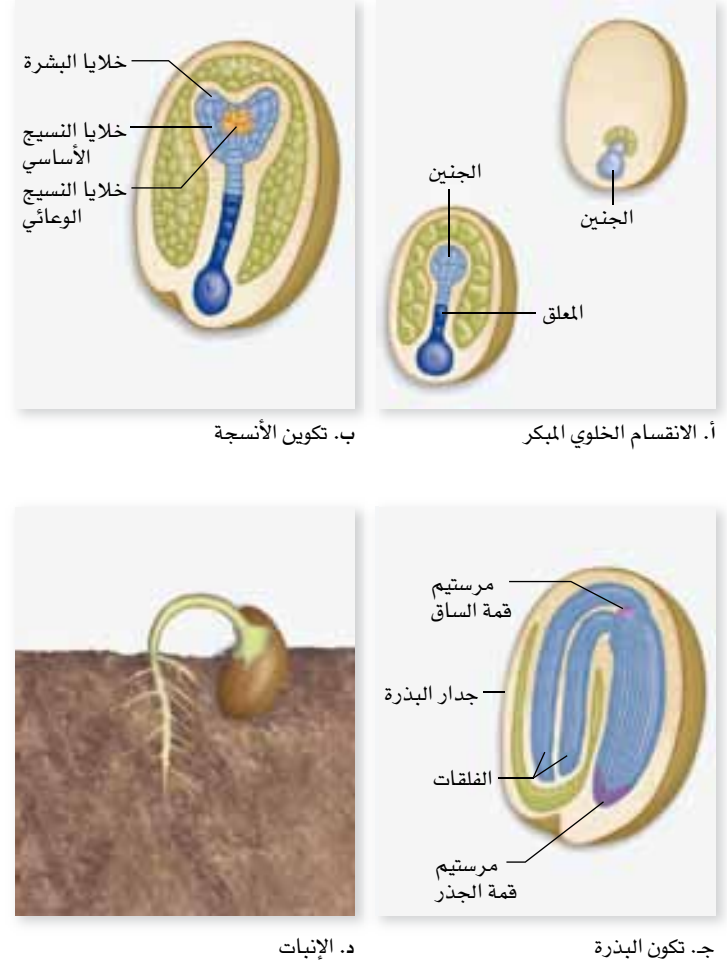 الجنين
الجنين
المعلق
أ. الانقسام الخلوي المبكر
خلايا البشرة
خلايا النسيج
الأساسي
خلايا النسيج
الوعائي
ب. تكوين الأنسجة
مرستيم
قمة الساق
جدار البذرة
الفلقات
مرستيم
قمة الجذر
جـ. تكون البذرة
د. الإنبات